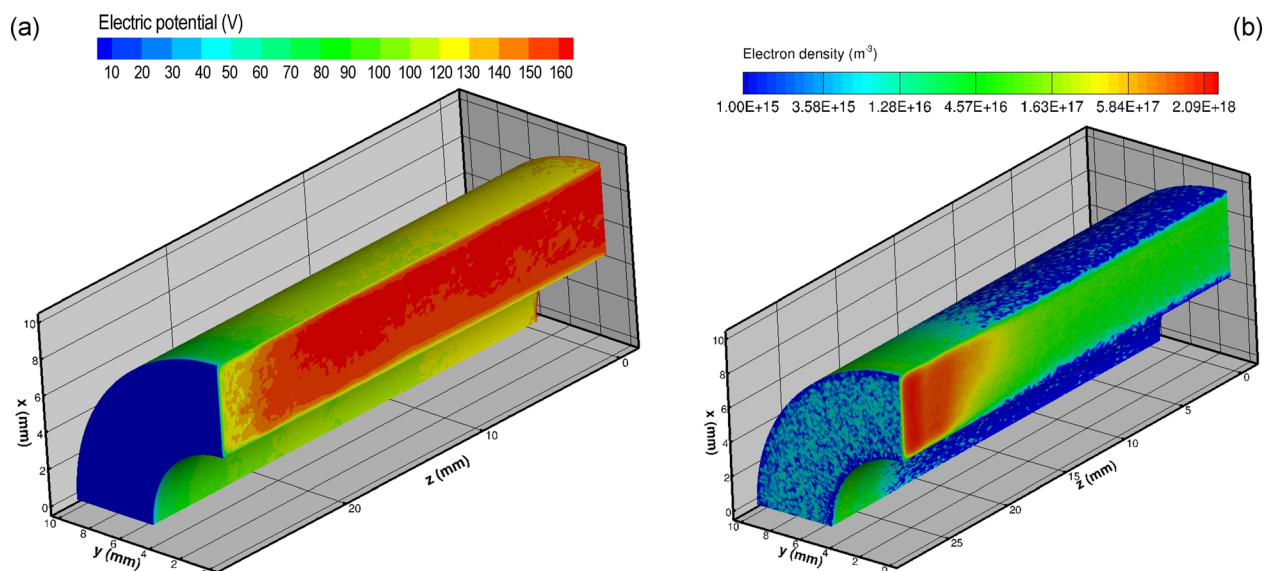 (a)
Electric potential (V)
10 20 30 40 60 70 80 90 100 100 120 130 140 150 160
x (mm)
10
8
6
4
2
0
10 8 6 4 2
y (mm)
z (mm)
20
10
0
(b)
Electron density (m⁻³)
1.00E+15 3.58E+15 1.28E+16 4.57E+16 1.63E+17 5.84E+17 2.09E+18
x (mm)
10
8
6
4
2
0
10 8 6 4 2 0
y (mm)
z (mm)
25
20
15
10
5
0